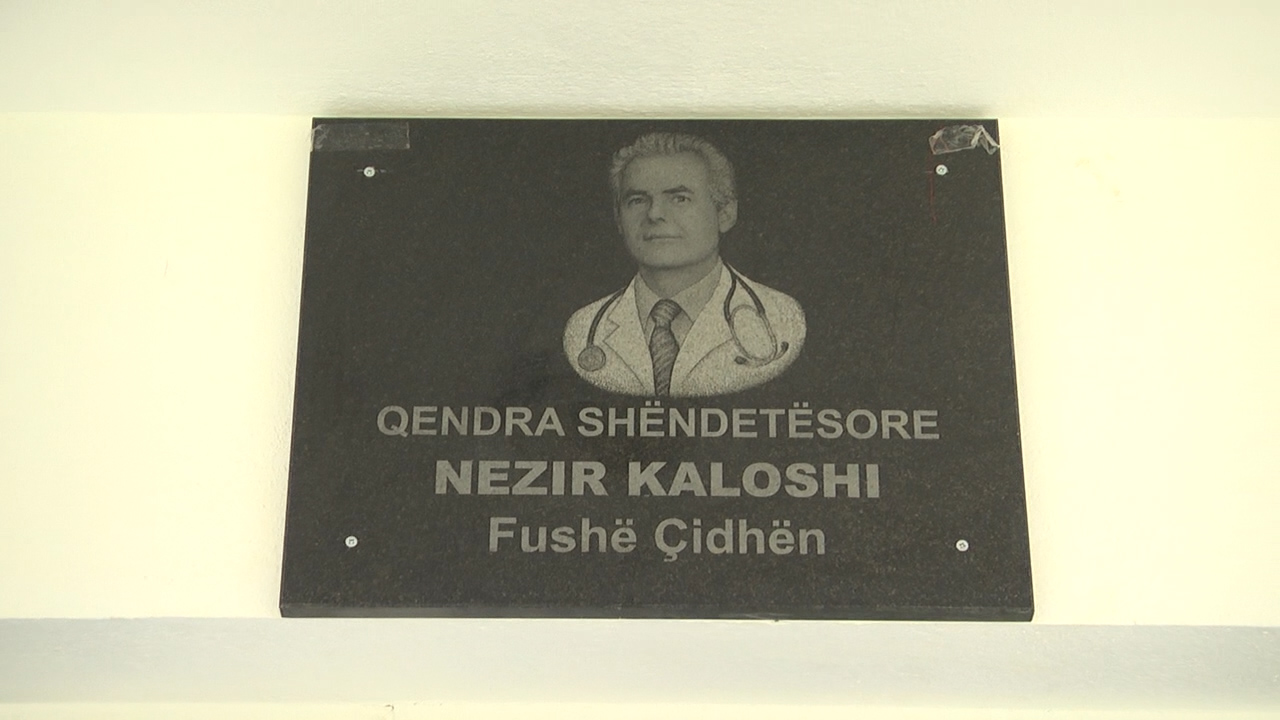 QENDRA SHËNDETËSORE
NEZIR KALOSHI
Fushë Çidhën